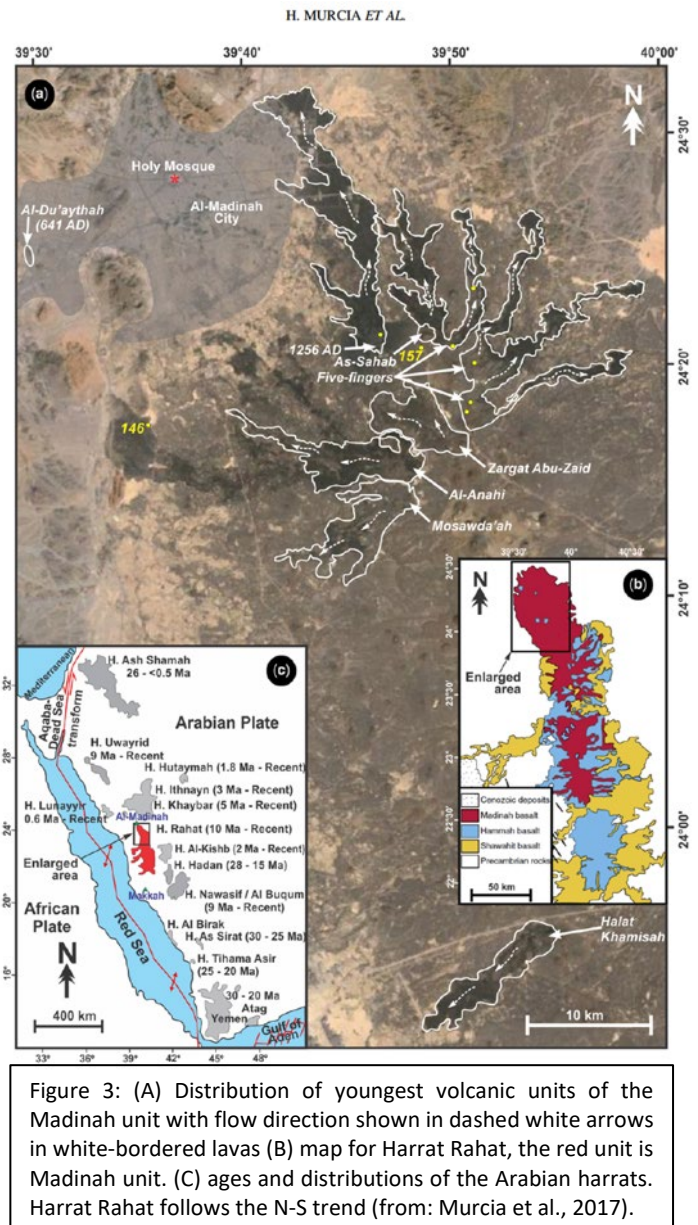 H. MURCIA ET AL.
39°30' 39°40' 39°50' 40°00'
(a)
N
24°30'
Holy Mosque
Al-Madinah
City
Al-Du'aythah
(641 AD)
1256 AD
As-Sahab
157
Five-fingers
24°20'
146
Zargat Abu-Zaid
Al-Anahi
Mosawda'ah
39°30' 40° 40°30'
24°30'
N
(b)
24°10'
24°
Enlarged
area
23°30'
23°
22°10'
22°
Cenozoic deposits
Madinah basalt
Hammah basalt
Shawahit basalt
Precambrian rocks
50 km
24°00'
(c)
Mediterranean
32°
H. Ash Shamah
26 - <0.5 Ma
Aqaba-Dead Sea
transform
Arabian Plate
28°
H. Uwayrid
9 Ma - Recent
H. Hutaymah (1.8 Ma - Recent)
H. Ithnayn (3 Ma - Recent)
H. Khaybar (5 Ma - Recent)
H. Lunayyir
0.6 Ma - Recent
Al-Madinah
24°
H. Rahat (10 Ma - Recent)
Enlarged
area
H. Al-Kishb (2 Ma - Recent)
H. Hadan (28 - 15 Ma)
Makkah
20°
H. Nawasif / Al Buqum
(9 Ma - Recent)
African
Plate
Red Sea
H. Al Birak
H. As Sirat (30 - 25 Ma)
N
H. Tihama Asir
(25 - 20 Ma)
16°
30 - 20 Ma
Atag
Yemen
Gulf of
Aden
400 km
33° 36° 39° 42° 45° 48°
Halat
Khamisah
10 km
Figure 3: (A) Distribution of youngest volcanic units of the
Madinah unit with flow direction shown in dashed white arrows
in white-bordered lavas (B) map for Harrat Rahat, the red unit is
Madinah unit. (C) ages and distributions of the Arabian harrats.
Harrat Rahat follows the N-S trend (from: Murcia et al., 2017).